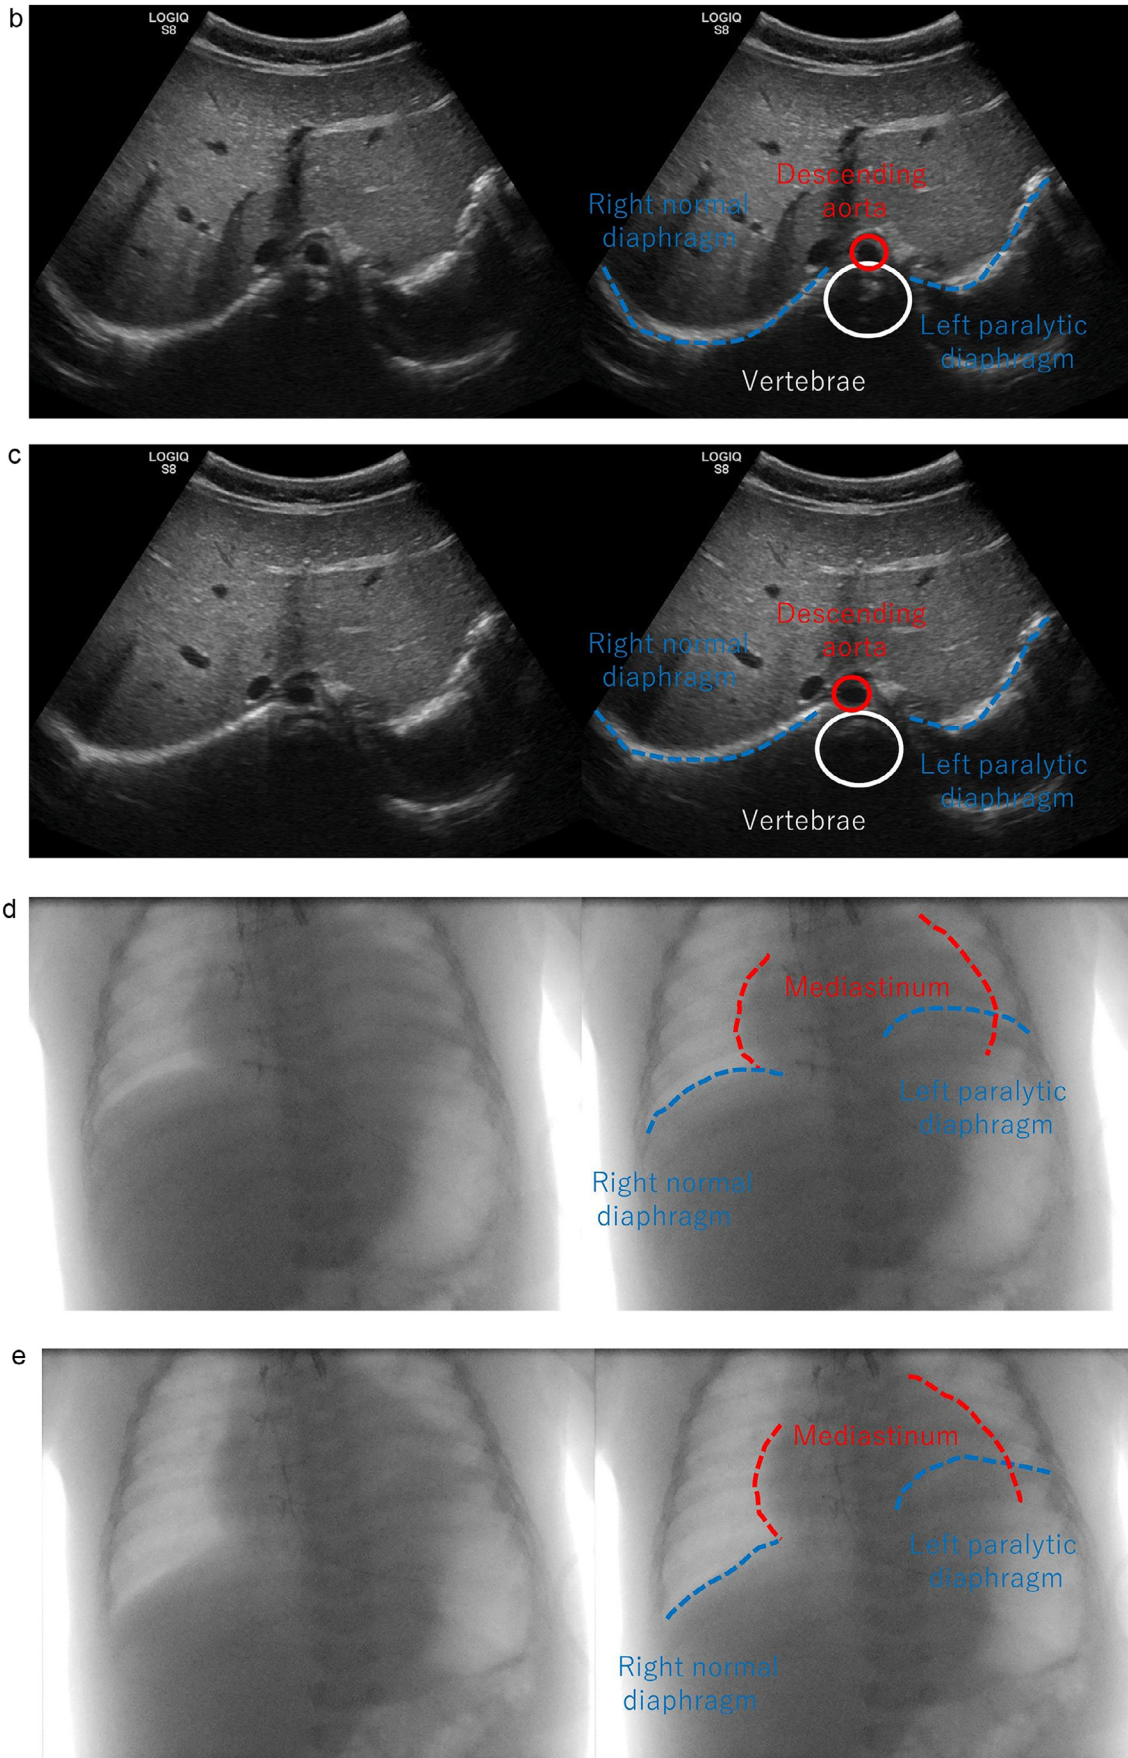 b
LOGIQ
S8
LOGIQ
S8
Descending
aorta
Right normal
diaphragm
Left paralytic
diaphragm
Vertebrae
c
LOGIQ
S8
LOGIQ
S8
Descending
aorta
Right normal
diaphragm
Left paralytic
diaphragm
Vertebrae
d
Mediastinum
Left paralytic
diaphragm
Right normal
diaphragm
e
Mediastinum
Left paralytic
diaphragm
Right normal
diaphragm